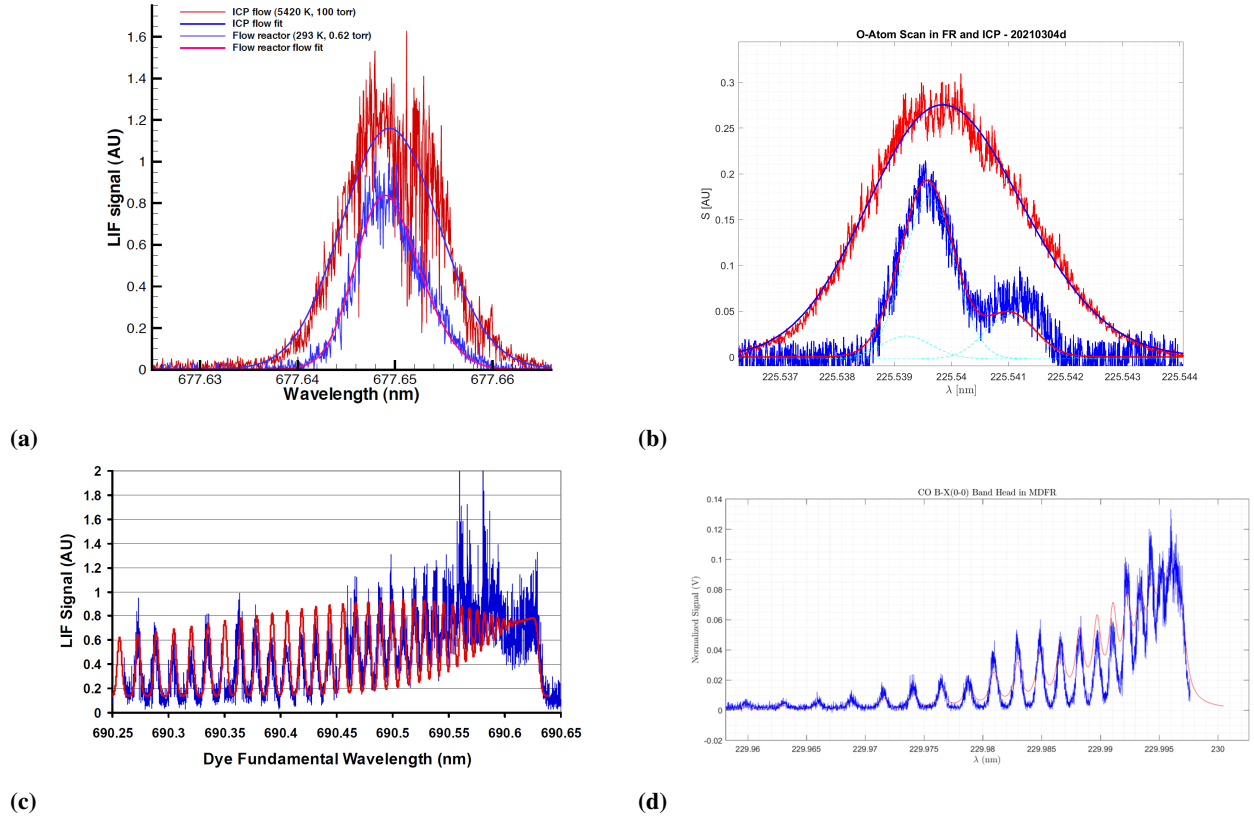 ICP flow (5420 K, 100 torr)
ICP flow fit
Flow reactor (293 K, 0.62 torr)
Flow reactor flow fit
LIF signal (AU)
1.6
1.4
1.2
1
0.8
0.6
0.4
0.2
0
677.63 677.64 677.65 677.66
Wavelength (nm)
(a)
O-Atom Scan in FR and ICP - 20210304d
S [AU]
0.3
0.25
0.2
0.15
0.1
0.05
0
225.537 225.538 225.539 225.54 225.541 225.542 225.543 225.544
λ [nm]
(b)
LIF Signal (AU)
2
1.8
1.6
1.4
1.2
1
0.8
0.6
0.4
0.2
0
690.25 690.3 690.35 690.4 690.45 690.5 690.55 690.6 690.65
Dye Fundamental Wavelength (nm)
(c)
CO B-X(0-0) Band Head in MDFR
Normalized Signal (V)
0.14
0.12
0.1
0.08
0.06
0.04
0.02
0
-0.02
229.96 229.965 229.97 229.975 229.98 229.985 229.99 229.995 230
λ (nm)
(d)